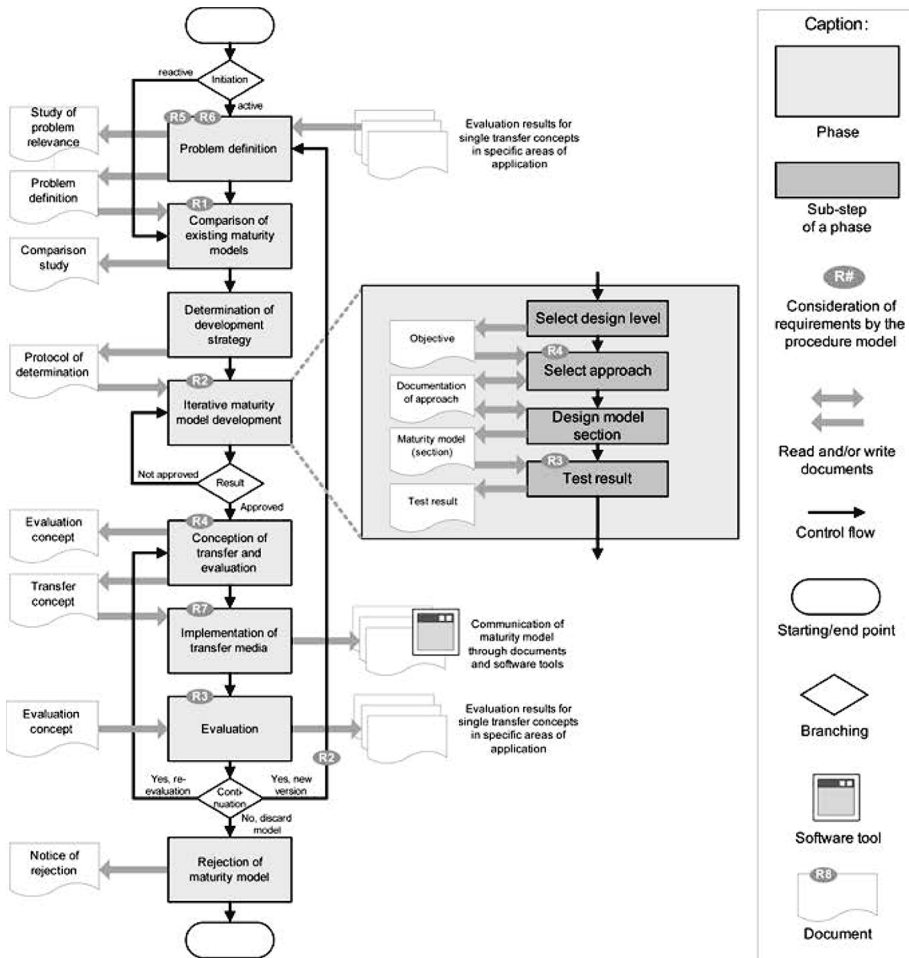 Initiation
reactive
active
R5
R6
Problem definition
Study of
problem
relevance
Problem
definition
Evaluation results for
single transfer concepts
in specific areas of
application
R1
Comparison of
existing maturity
models
Comparison
study
Determination of
development
strategy
Protocol of
determination
R2
Iterative maturity
model development
Not approved
Result
Approved
Evaluation
concept
R4
Conception of
transfer and
evaluation
Transfer
concept
R7
Implementation of
transfer media
Communication of
maturity model
through documents
and software tools
R3
Evaluation
Evaluation
concept
Evaluation results for
single transfer concepts
in specific areas of
application
R2
Yes, re-
evaluation
Conti-
nuation
Yes, new
version
No, discard
model
Notice of
rejection
Rejection of
maturity model
Select design level
Objective
R4
Select approach
Documentation
of approach
Design model
section
Maturity model
(section)
R3
Test result
Test result
Caption:
Phase
Sub-step
of a phase
R#
Consideration of
requirements by the
procedure model
Read and/or write
documents
Control flow
Starting/end point
Branching
Software tool
R8
Document